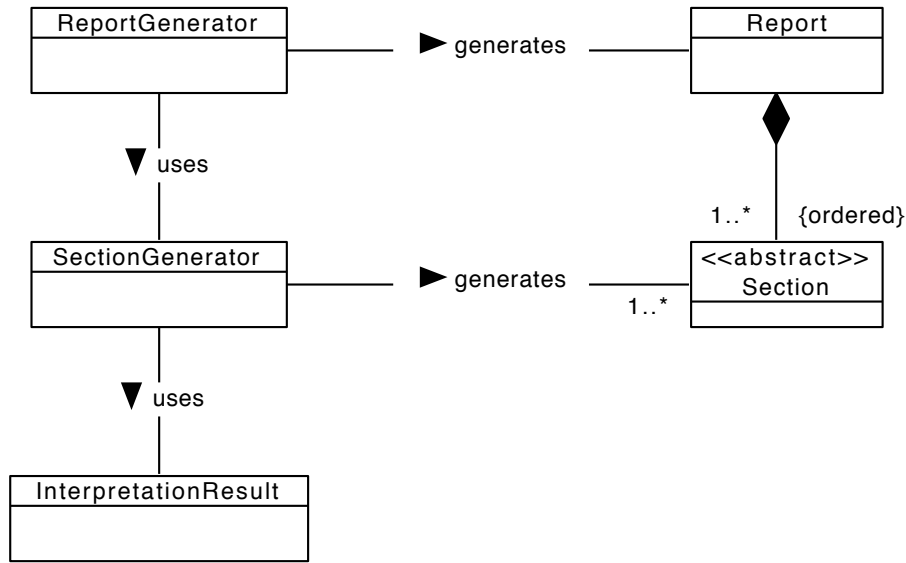 ReportGenerator
generates
Report
uses
1..*
{ordered}
SectionGenerator
generates
1..*
<<abstract>>
Section
uses
InterpretationResult